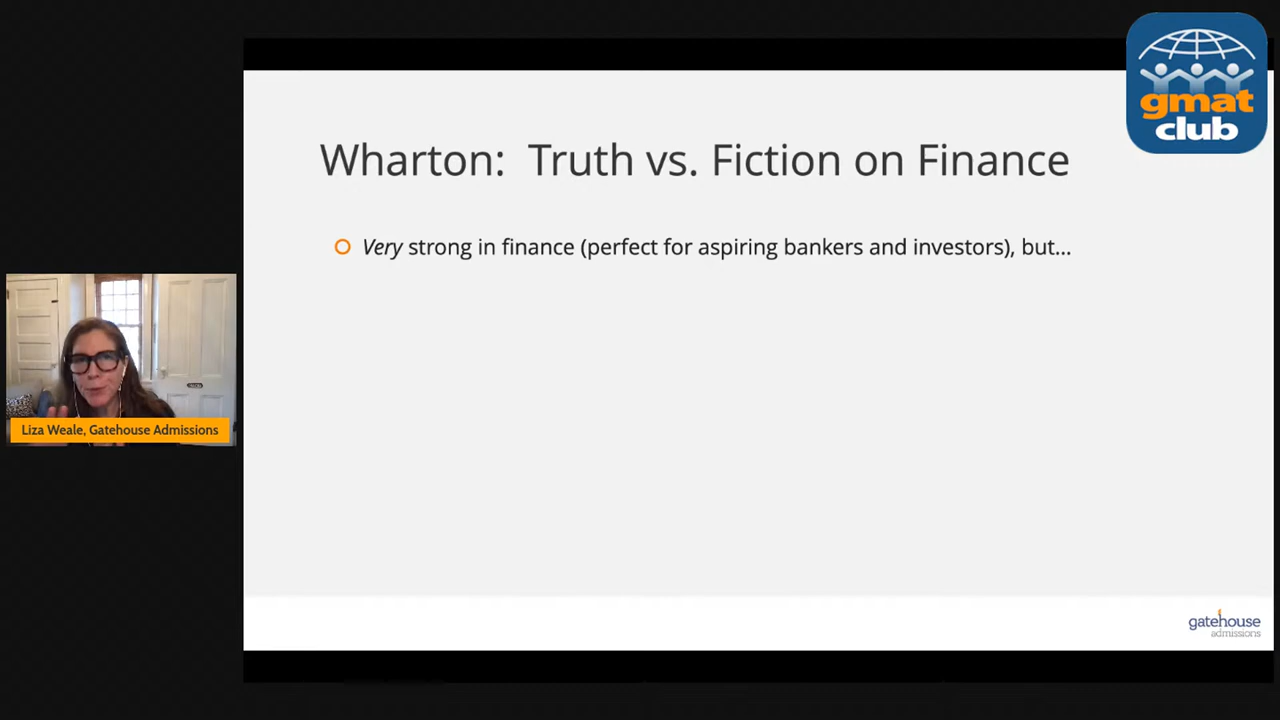 gmat
club
Wharton: Truth vs. Fiction on Finance
Very strong in finance (perfect for aspiring bankers and investors), but...
Liza Weale, Gatehouse Admissions
gatehouse
admissions